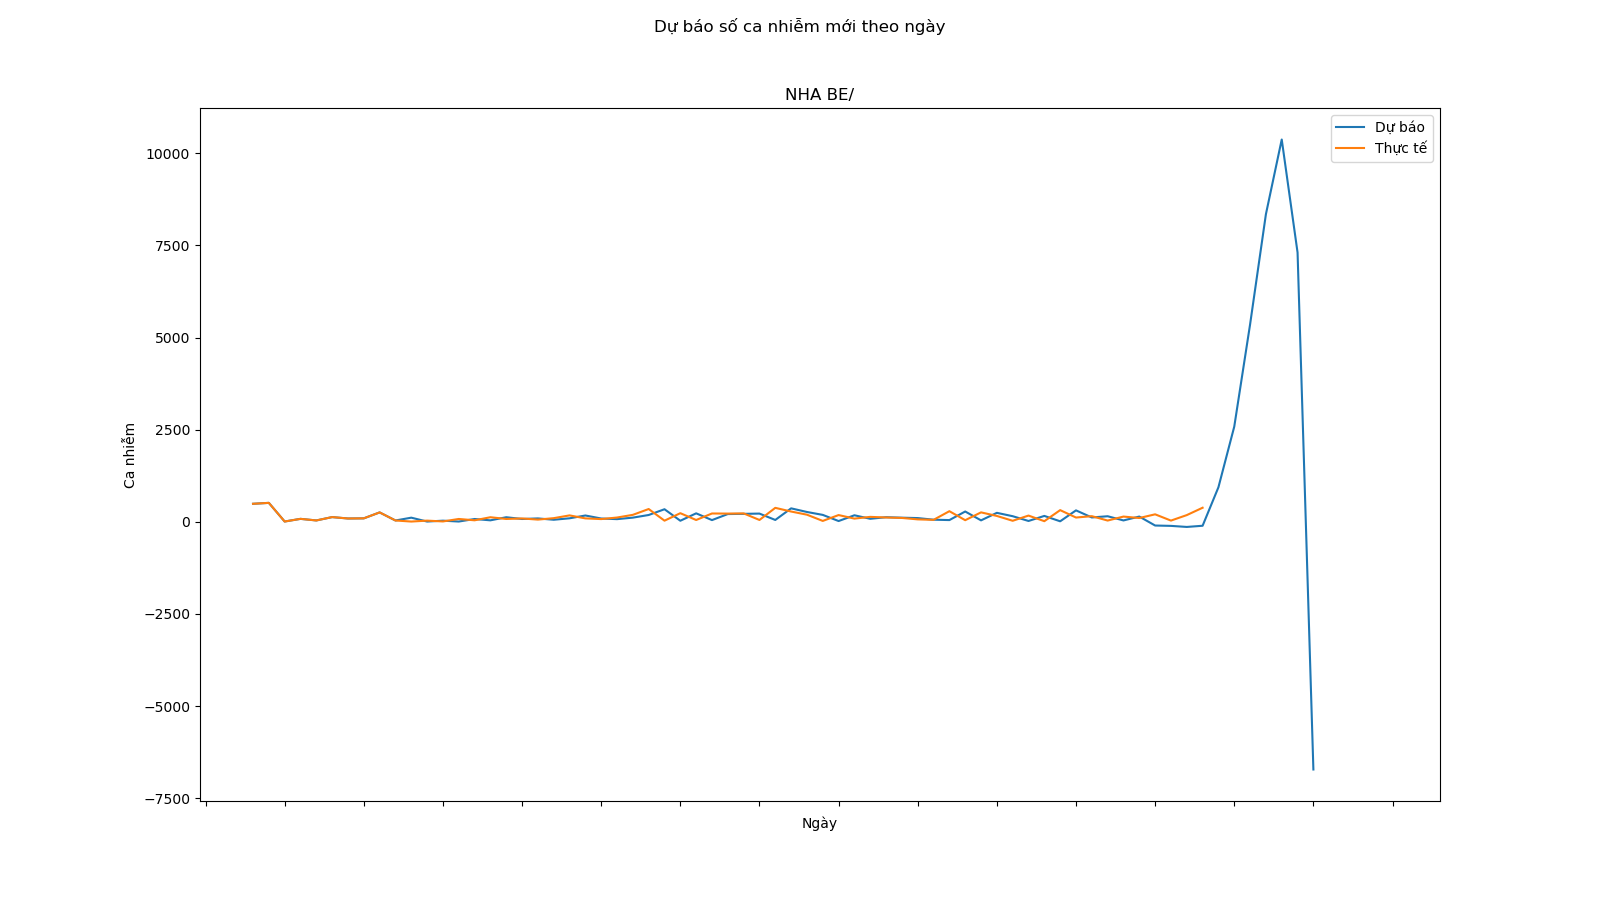 Dự báo số ca nhiễm mới theo ngày
NHA BE/
Dự báo
Thực tế
10000
7500
5000
2500
0
−2500
−5000
−7500
Ca nhiễm
Ngày